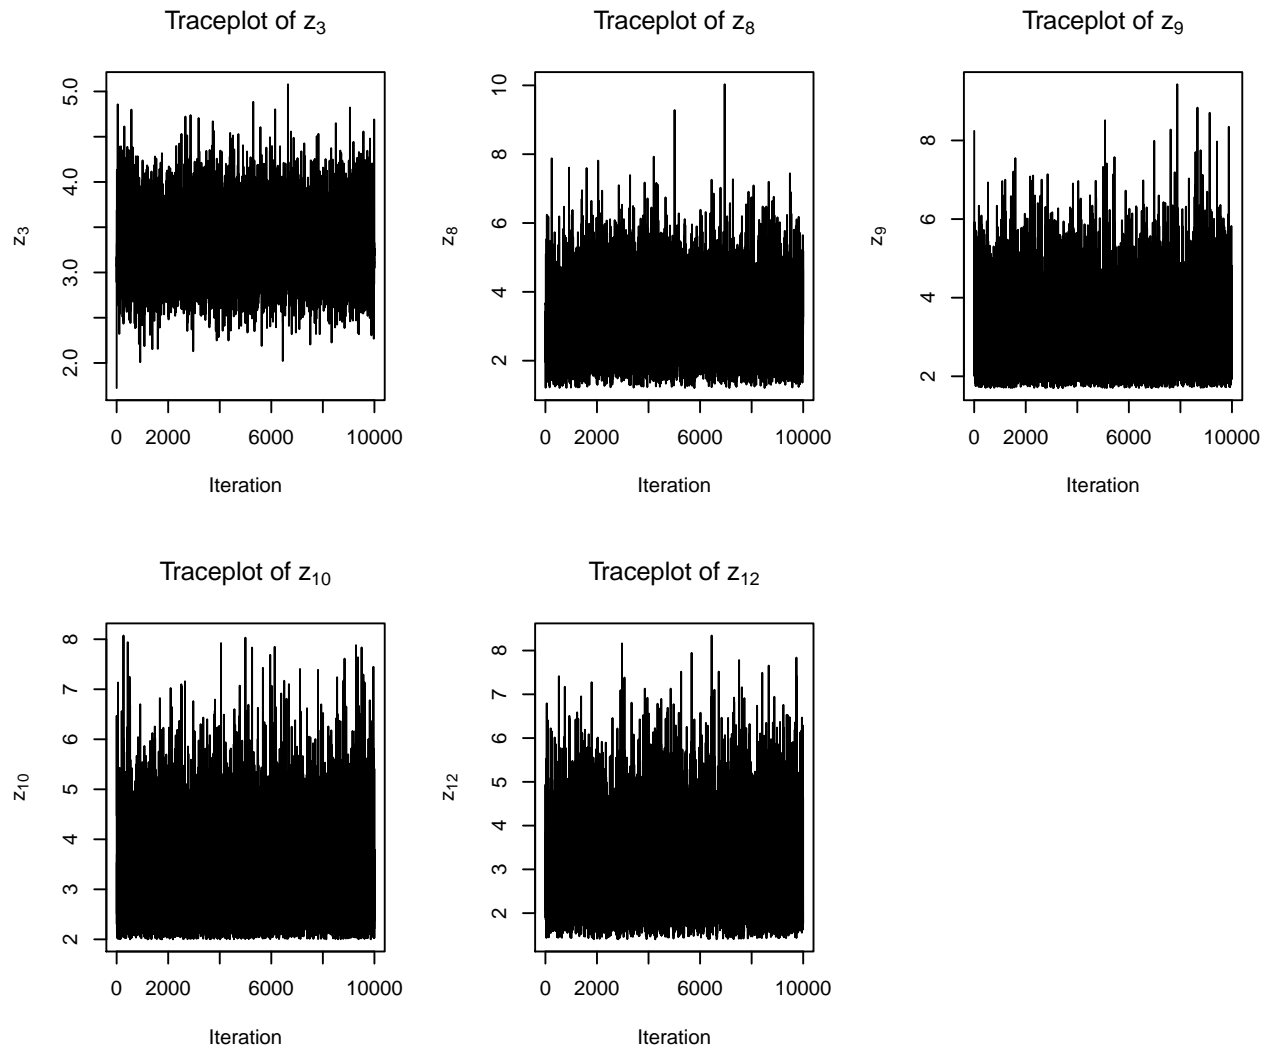 Traceplot of z3
z3
5.0
4.0
3.0
2.0
0 2000 6000 10000
Iteration
Traceplot of z8
z8
10
8
6
4
2
0 2000 6000 10000
Iteration
Traceplot of z9
z9
8
6
4
2
0 2000 6000 10000
Iteration
Traceplot of z10
z10
8
7
6
5
4
3
2
0 2000 6000 10000
Iteration
Traceplot of z12
z12
8
7
6
5
4
3
2
0 2000 6000 10000
Iteration